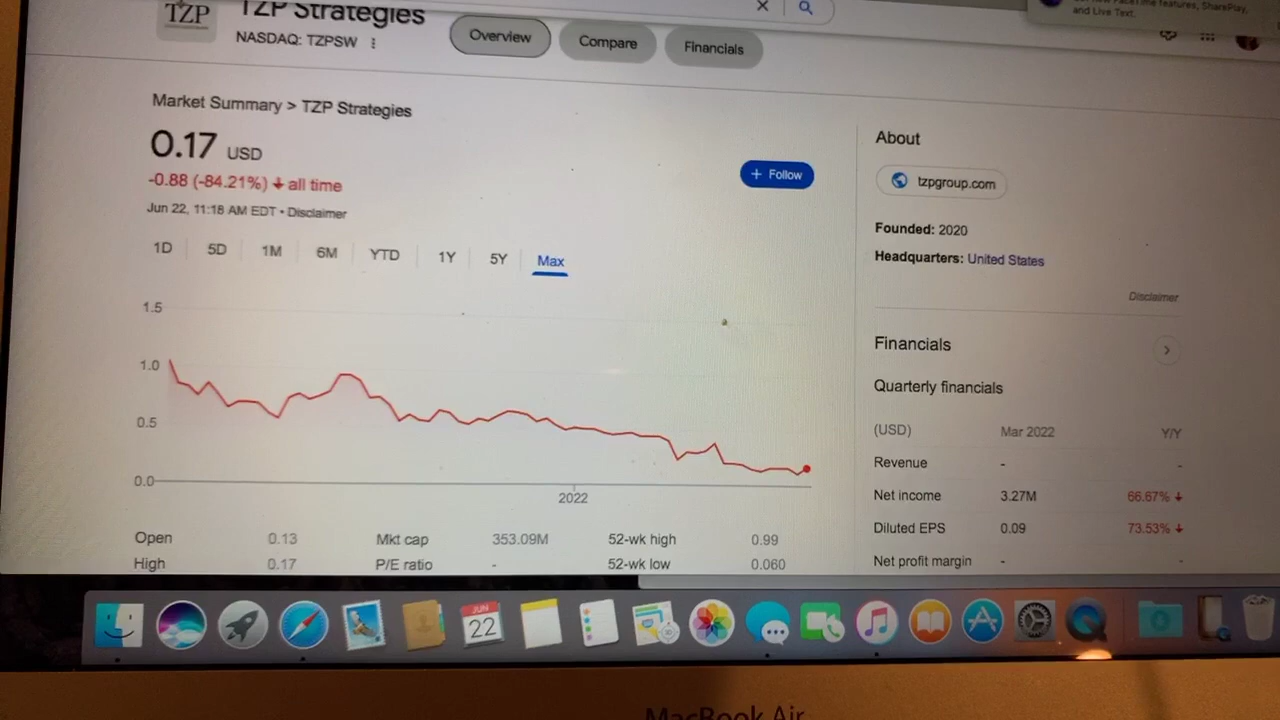 and Live Text.
TZP
TZP Strategies
NASDAQ: TZPSW
Overview
Compare
Financials
Market Summary > TZP Strategies
0.17 USD
-0.88 (-84.21%) ↓ all time
+ Follow
Jun 22, 11:18 AM EDT • Disclaimer
1D 5D 1M 6M YTD 1Y 5Y Max
1.5
1.0
0.5
0.0
2022
Open 0.13 Mkt cap 353.09M 52-wk high 0.99
High 0.17 P/E ratio - 52-wk low 0.060
About
tzpgroup.com
Founded: 2020
Headquarters: United States
Disclaimer
Financials
Quarterly financials
(USD) Mar 2022 Y/Y
Revenue - -
Net income 3.27M 66.67% ↓
Diluted EPS 0.09 73.53% ↓
Net profit margin - -
JUN
22
MacBook Air